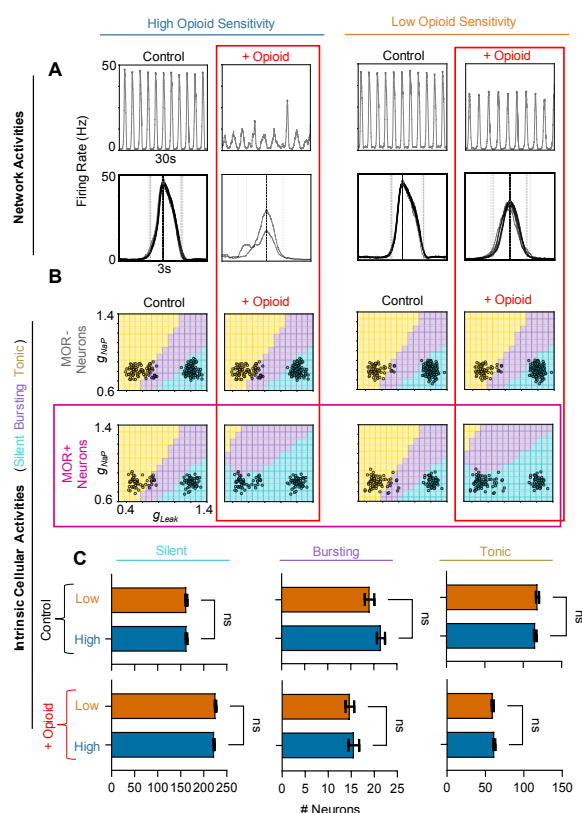 High Opioid Sensitivity
Low Opioid Sensitivity
A
Control
+ Opioid
Control
+ Opioid
Network Activities
Firing Rate (Hz)
50
0
30s
50
0
3s
B
Control
+ Opioid
Control
+ Opioid
Intrinsic Cellular Activities (Silent Bursting Tonic)
MOR-
Neurons
gNaP
1.4
0.6
MOR+
Neurons
gNaP
1.4
0.6
0.4
1.4
gLeak
C
Silent
Bursting
Tonic
Control
Low
High
ns
ns
ns
+ Opioid
Low
High
ns
ns
ns
0 50 100 150 200 250
0 5 10 15 20 25
0 50 100 150
# Neurons